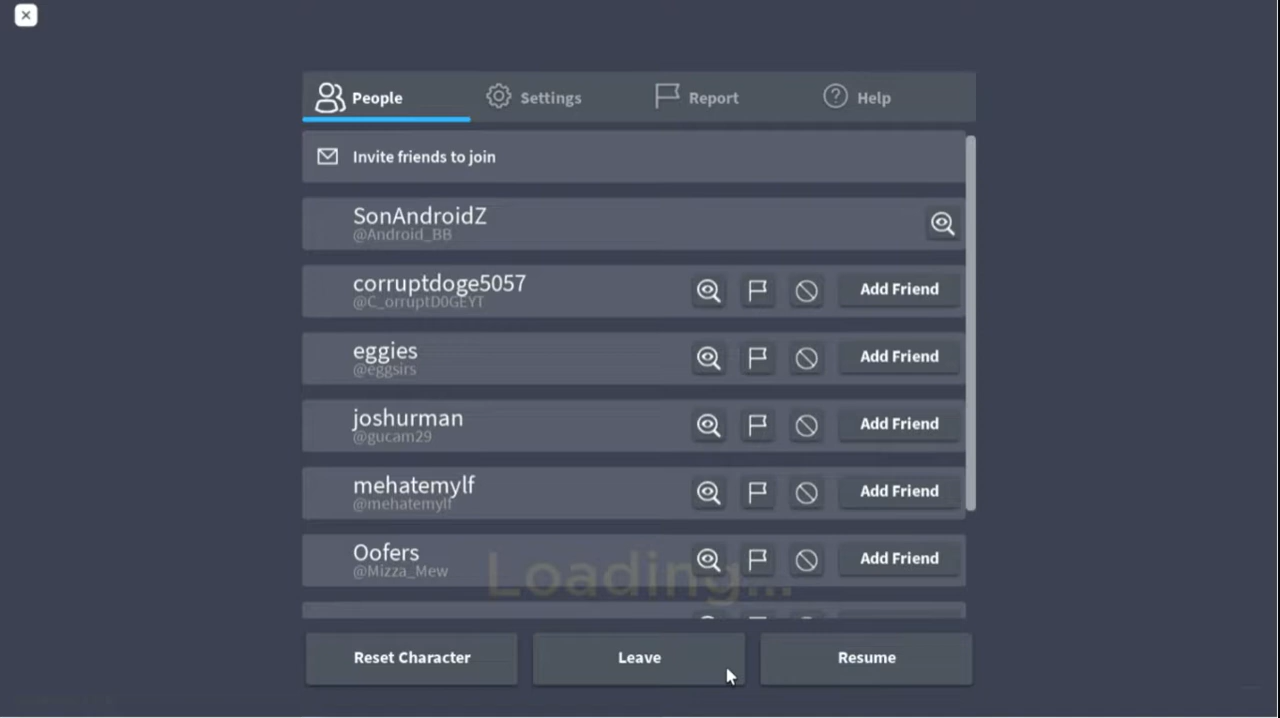 People
Settings
Report
Help
Invite friends to join
SonAndroidZ
@Android_BB
corruptdoge5057
@C_orruptD0GEYT
Add Friend
eggies
@eggsirs
Add Friend
joshurman
@gucam29
Add Friend
mehatemylf
@mehatemylf
Add Friend
Oofers
@Mizza_Mew
Add Friend
Loading...
Reset Character
Leave
Resume